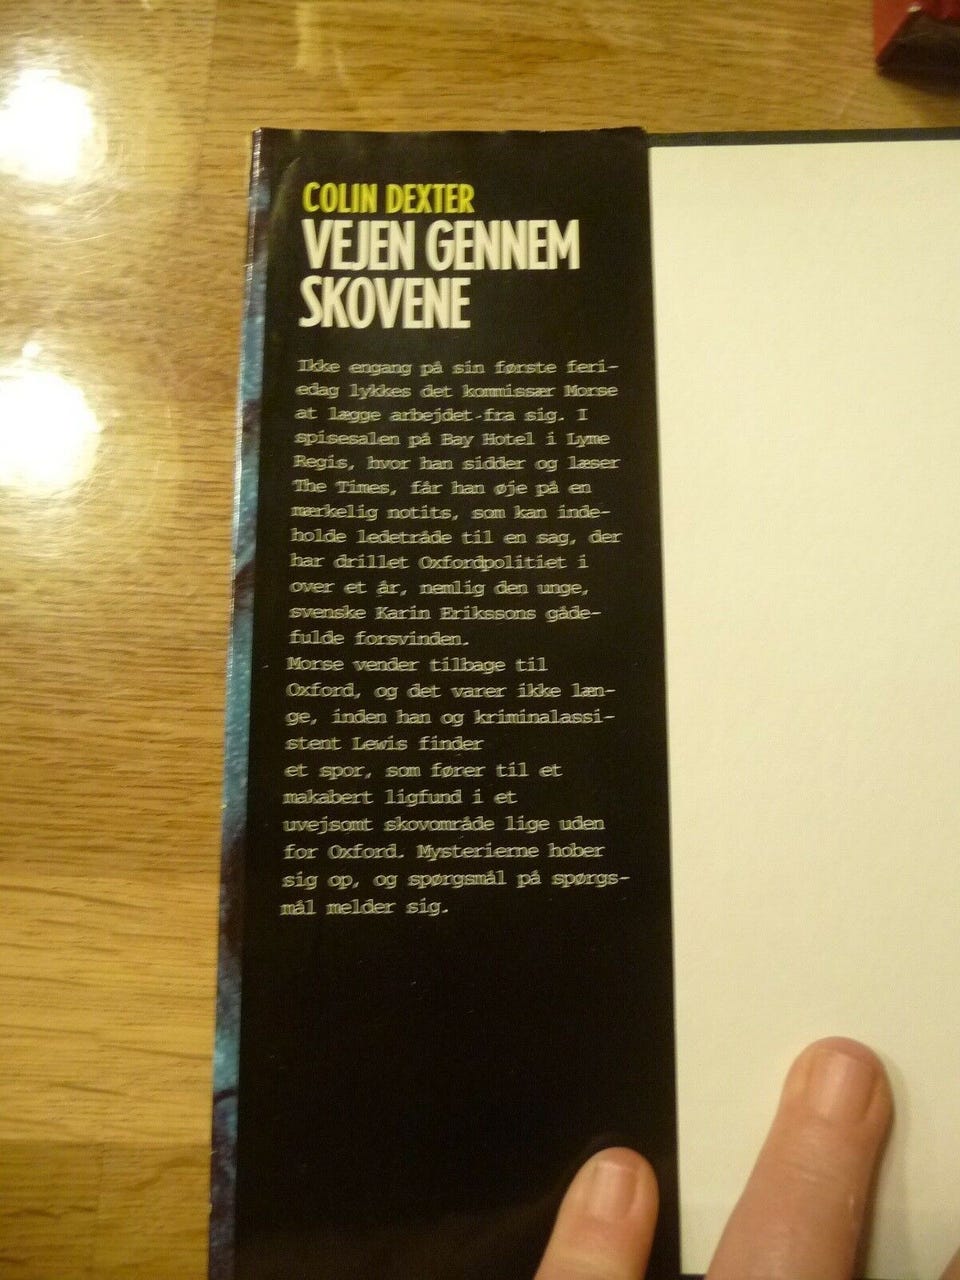 COLIN DEXTER
VEJEN GENNEM
SKOVENE
Ikke engang på sin første feri-
edag lykkes det kommissær Morse
at lægge arbejdet fra sig. I
spisesalen på Bay Hotel i Lyme
Regis, hvor han sidder og læser
The Times, får han øje på en
mærkelig notits, som kan inde-
holde ledetråde til en sag, der
har drillet Oxfordpolitiet i
over et år, nemlig den unge,
svenske Karin Erikssons gåde-
fulde forsvinden.
Morse vender tilbage til
Oxford, og det varer ikke læn-
ge, inden han og kriminalassi-
stent Lewis finder
et spor, som fører til et
makabert ligfund i et
uvejsomt skovområde lige uden
for Oxford. Mysterierne hober
sig op, og spørgsmål på spørgs-
mål melder sig.